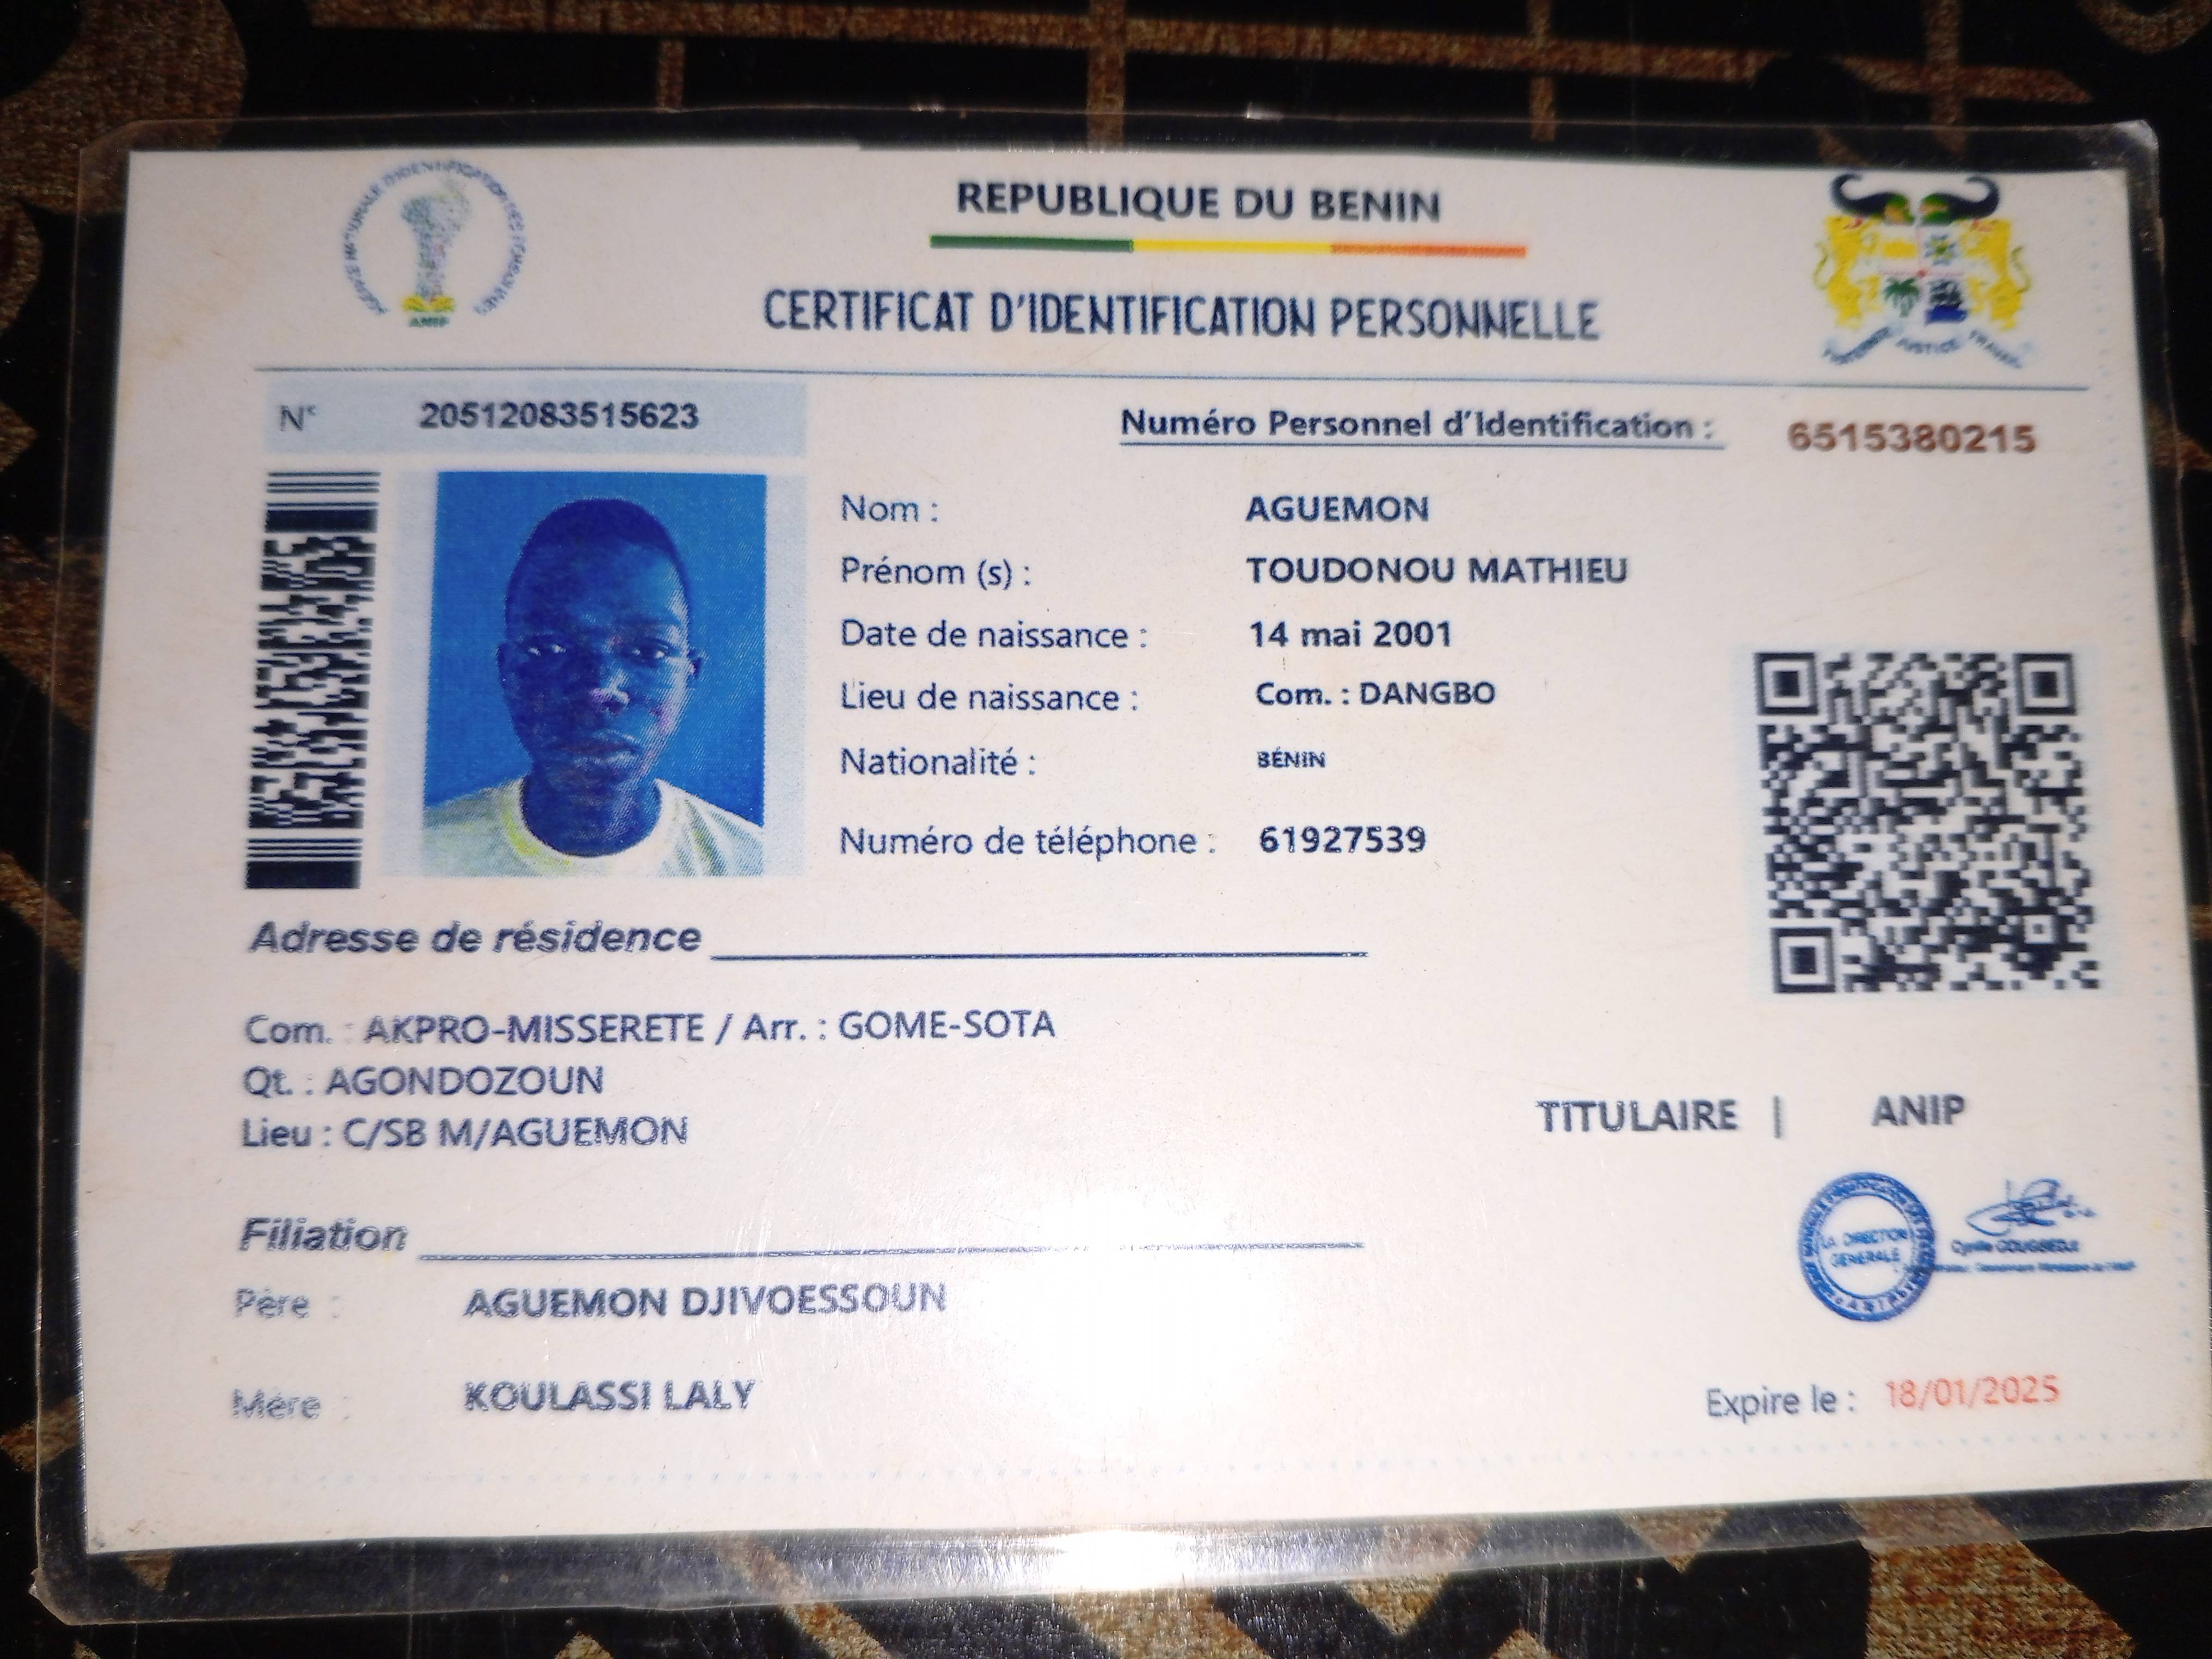 REPUBLIQUE DU BENIN
CERTIFICAT D'IDENTIFICATION PERSONNELLE
ANIP
FRATERNITE JUSTICE TRAVAIL
N° 20512083515623
Numéro Personnel d'Identification : 6515380215
Nom : AGUEMON
Prénom (s) : TOUDONOU MATHIEU
Date de naissance : 14 mai 2001
Lieu de naissance : Com. : DANGBO
Nationalité : BÉNIN
Numéro de téléphone : 61927539
Adresse de résidence
Com. : AKPRO-MISSERETE / Arr. : GOME-SOTA
Qt. : AGONDOZOUN
Lieu : C/SB M/AGUEMON
TITULAIRE | ANIP
LA DIRECTION GENERALE
Filiation
Père : AGUEMON DJIVOESSOUN
Mère : KOULASSI LALY
Expire le : 18/01/2025